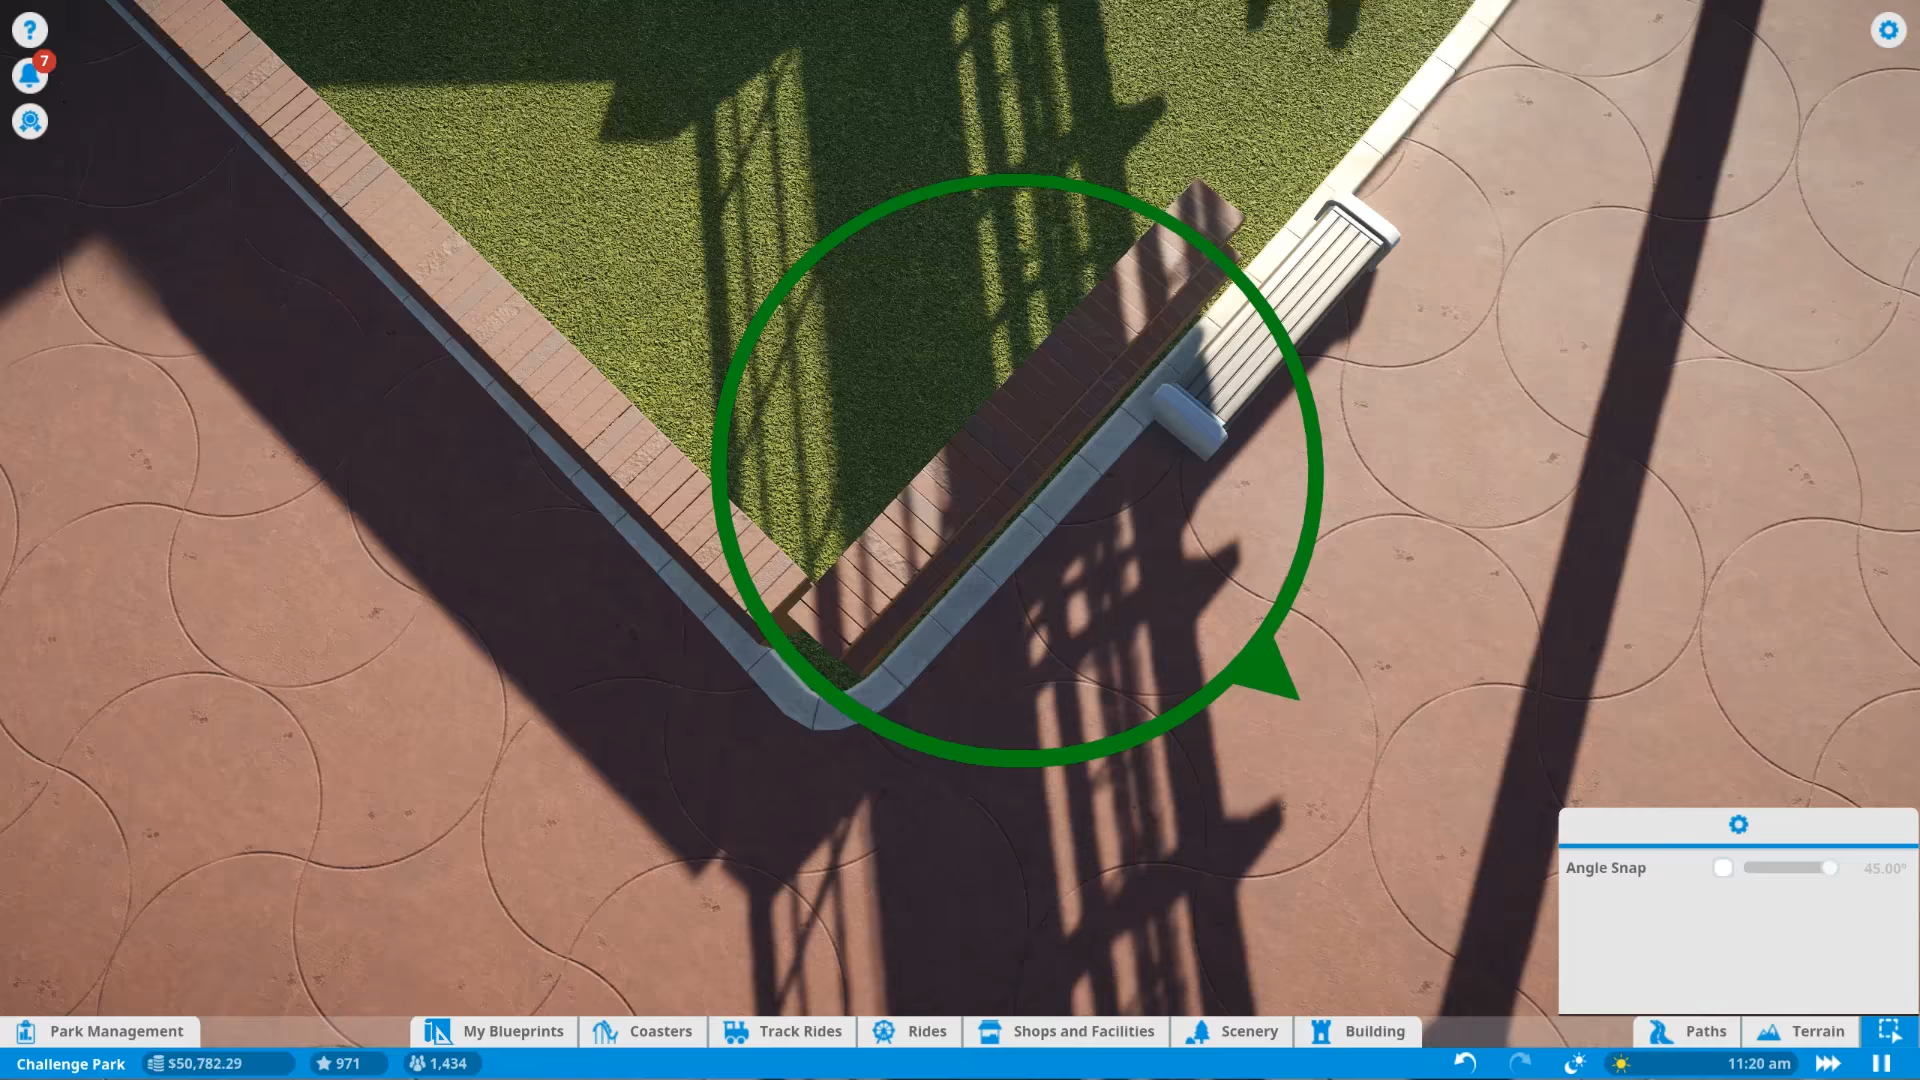 ?
7
Angle Snap 45.00°
Park Management My Blueprints Coasters Track Rides Rides Shops and Facilities Scenery Building Paths Terrain
Challenge Park $50,782.29 971 1,434 11:20 am